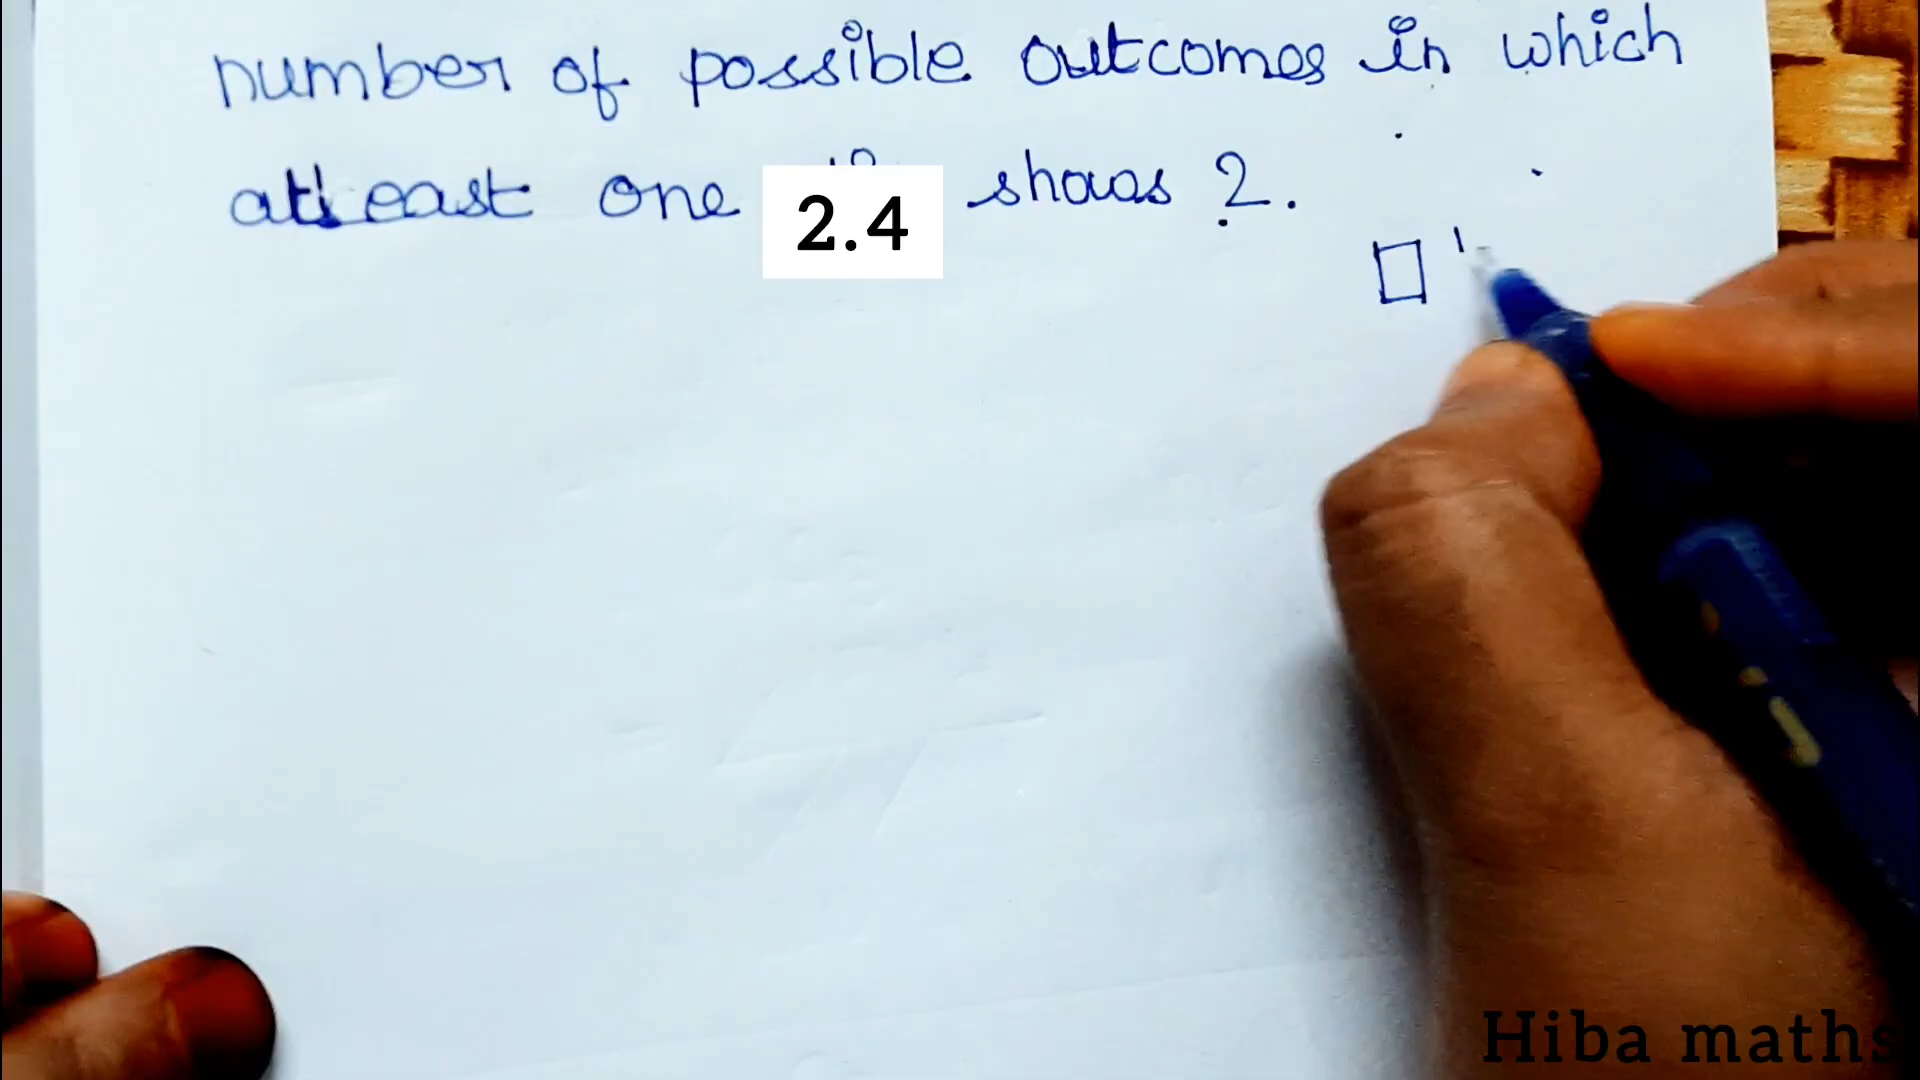 number of possible outcomes in which
atleast one 2.4 shows 2.
Hiba maths